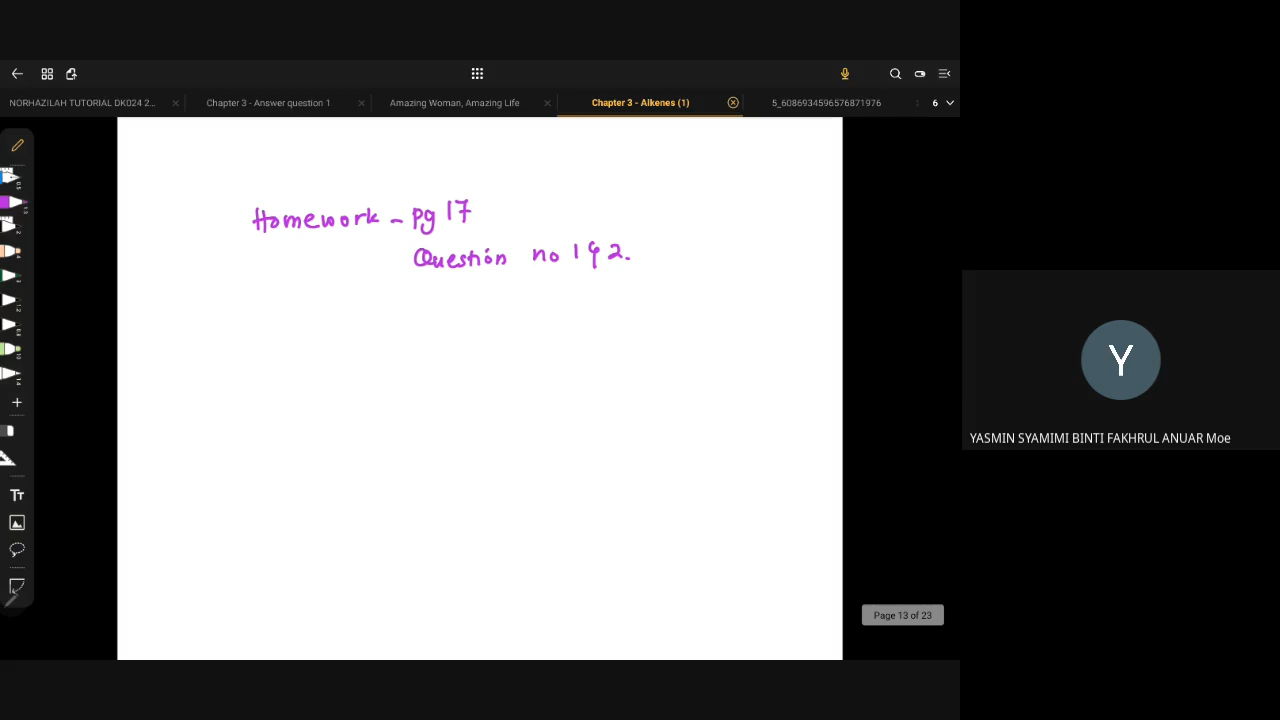 NORHAZILAH TUTORIAL DK024 2...
Chapter 3 - Answer question 1
Amazing Woman, Amazing Life
Chapter 3 - Alkenes (1)
5_6086934596576871976
6
Homework - pg 17
Question no 1 & 2.
Y
YASMIN SYAMIMI BINTI FAKHRUL ANUAR Moe
Tт
Page 13 of 23